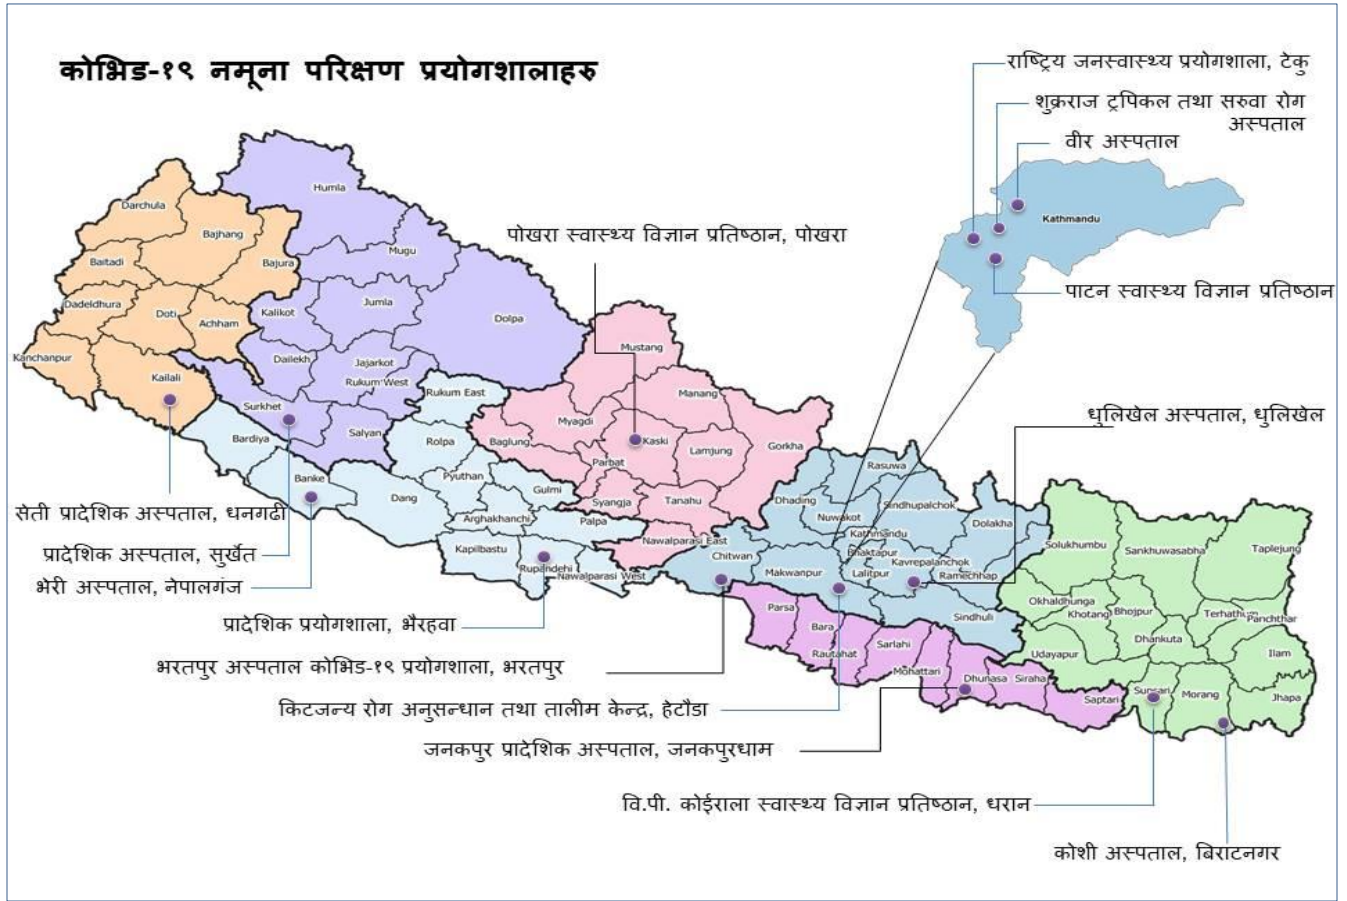 कोभिड-१९ नमूना परिक्षण प्रयोगशालाहरु
राष्ट्रिय जनस्वास्थ्य प्रयोगशाला, टेकु
शुक्रराज ट्रपिकल तथा सरुवा रोग
अस्पताल
वीर अस्पताल
Kathmandu
पाटन स्वास्थ्य विज्ञान प्रतिष्ठान
पोखरा स्वास्थ्य विज्ञान प्रतिष्ठान, पोखरा
धुलिखेल अस्पताल, धुलिखेल
Humla
Darchula
Bajhang
Mugu
Baitadi
Bajura
Dadeldhura
Doti
Achham
Kalikot
Jumla
Dolpa
Kanchanpur
Kailali
Dailekh
Jajarkot
Rukum West
Rukum East
Surkhet
Salyan
Bardiya
Banke
Rolpa
Dang
Pyuthan
Gulmi
Arghakhanchi
Palpa
Kapilbastu
Rupandehi
Nawalparasi West
Mustang
Manang
Myagdi
Kaski
Baglung
Parbat
Lamjung
Gorkha
Syangja
Tanahu
Nawalparasi East
Rasuwa
Dhading
Nuwakot
Sindhupalchok
Dolakha
Kathmandu
Bhaktapur
Kavrepalanchok
Lalitpur
Ramechhap
Chitwan
Makwanpur
Sindhuli
Parsa
Bara
Rautahat
Sarlahi
Mohattari
Dhunasa
Siraha
Saptari
Solukhumbu
Sankhuwasabha
Taplejung
Okhaldhunga
Khotang
Bhojpur
Terhathum
Panchthar
Dhankuta
Udayapur
Ilam
Sunsari
Morang
Jhapa
सेती प्रादेशिक अस्पताल, धनगढी
प्रादेशिक अस्पताल, सुर्खेत
भेरी अस्पताल, नेपालगंज
प्रादेशिक प्रयोगशाला, भैरहवा
भरतपुर अस्पताल कोभिड-१९ प्रयोगशाला, भरतपुर
किटजन्य रोग अनुसन्धान तथा तालीम केन्द्र, हेटौडा
जनकपुर प्रादेशिक अस्पताल, जनकपुरधाम
वि.पी. कोईराला स्वास्थ्य विज्ञान प्रतिष्ठान, धरान
कोशी अस्पताल, बिराटनगर